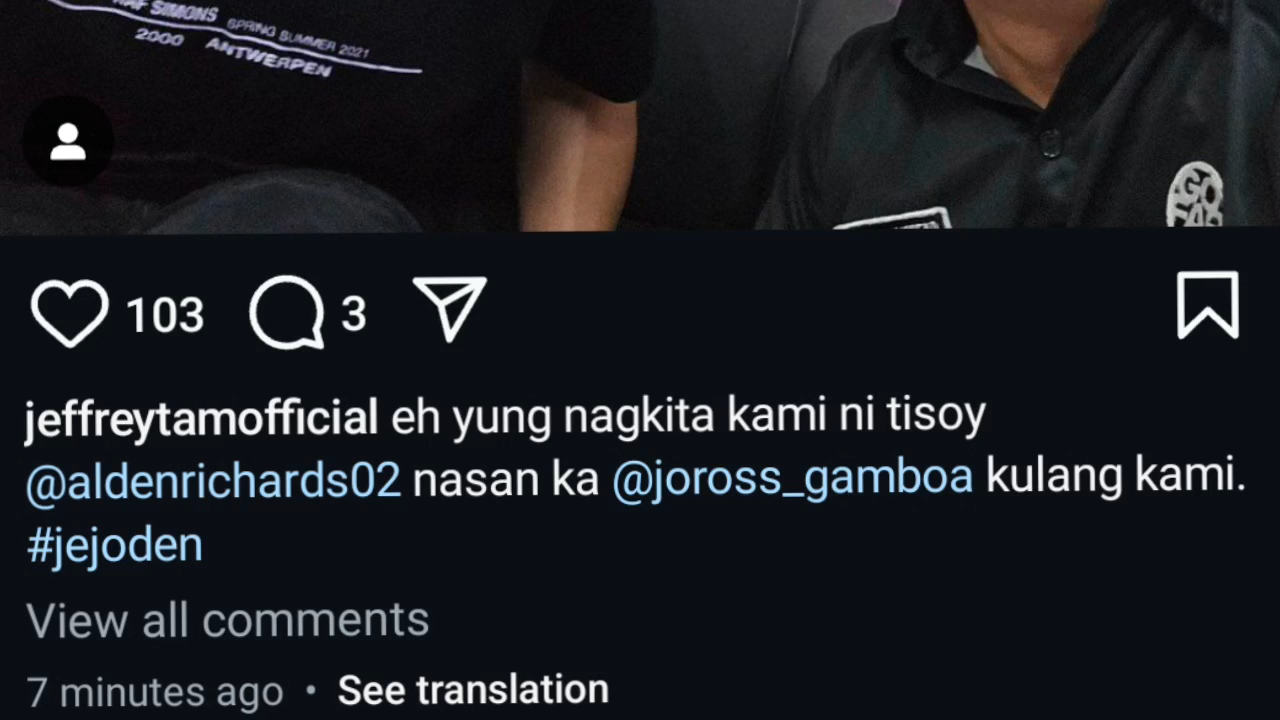 RAF SIMONS SPRING SUMMER 2021
2000 ANTWERPEN
103 3
jeffreytamofficial eh yung nagkita kami ni tisoy
@aldenrichards02 nasan ka @joross_gamboa kulang kami.
#jejoden
View all comments
7 minutes ago • See translation